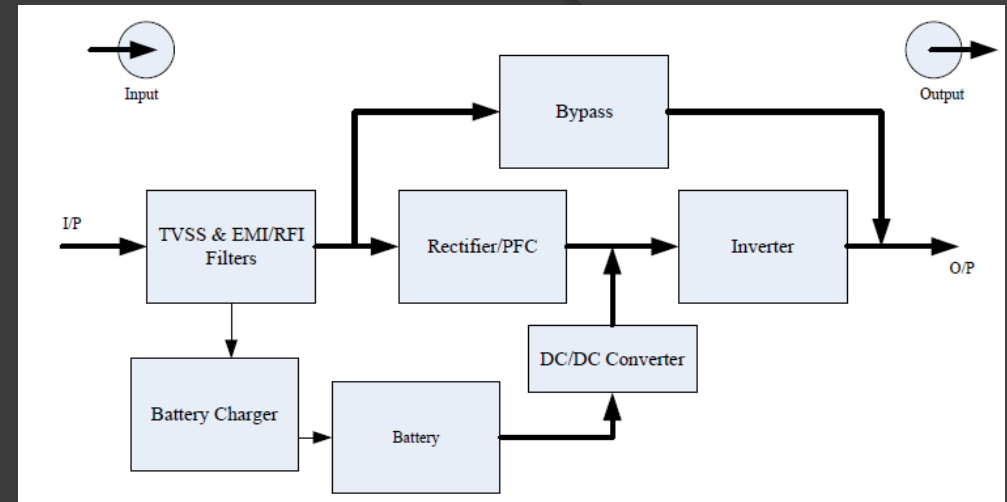 Input
Output
Bypass
I/P
TVSS & EMI/RFI
Filters
Rectifier/PFC
Inverter
O/P
DC/DC Converter
Battery Charger
Battery